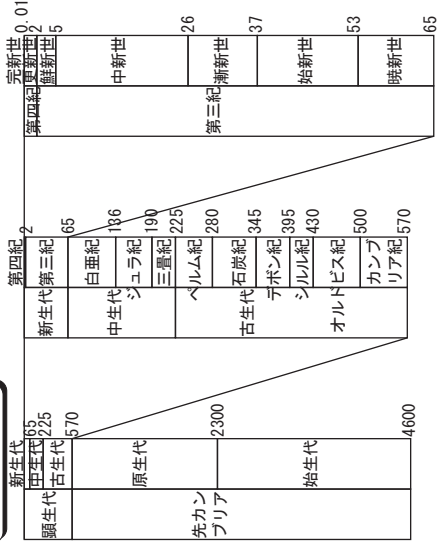 顕生代
先カン
ブリア
新生代
中生代
古生代
原生代
始生代
65
225
570
2300
4600
新生代
中生代
古生代
第四紀
第三紀
白亜紀
ジュラ紀
三畳紀
ペルム紀
石炭紀
デボン紀
シルル紀
オルドビス紀
カンブ
リア紀
2
65
136
190
225
280
345
395
430
500
570
第四紀
第三紀
完新世
更新世
鮮新世
中新世
漸新世
始新世
暁新世
0.01
2
5
26
37
53
65